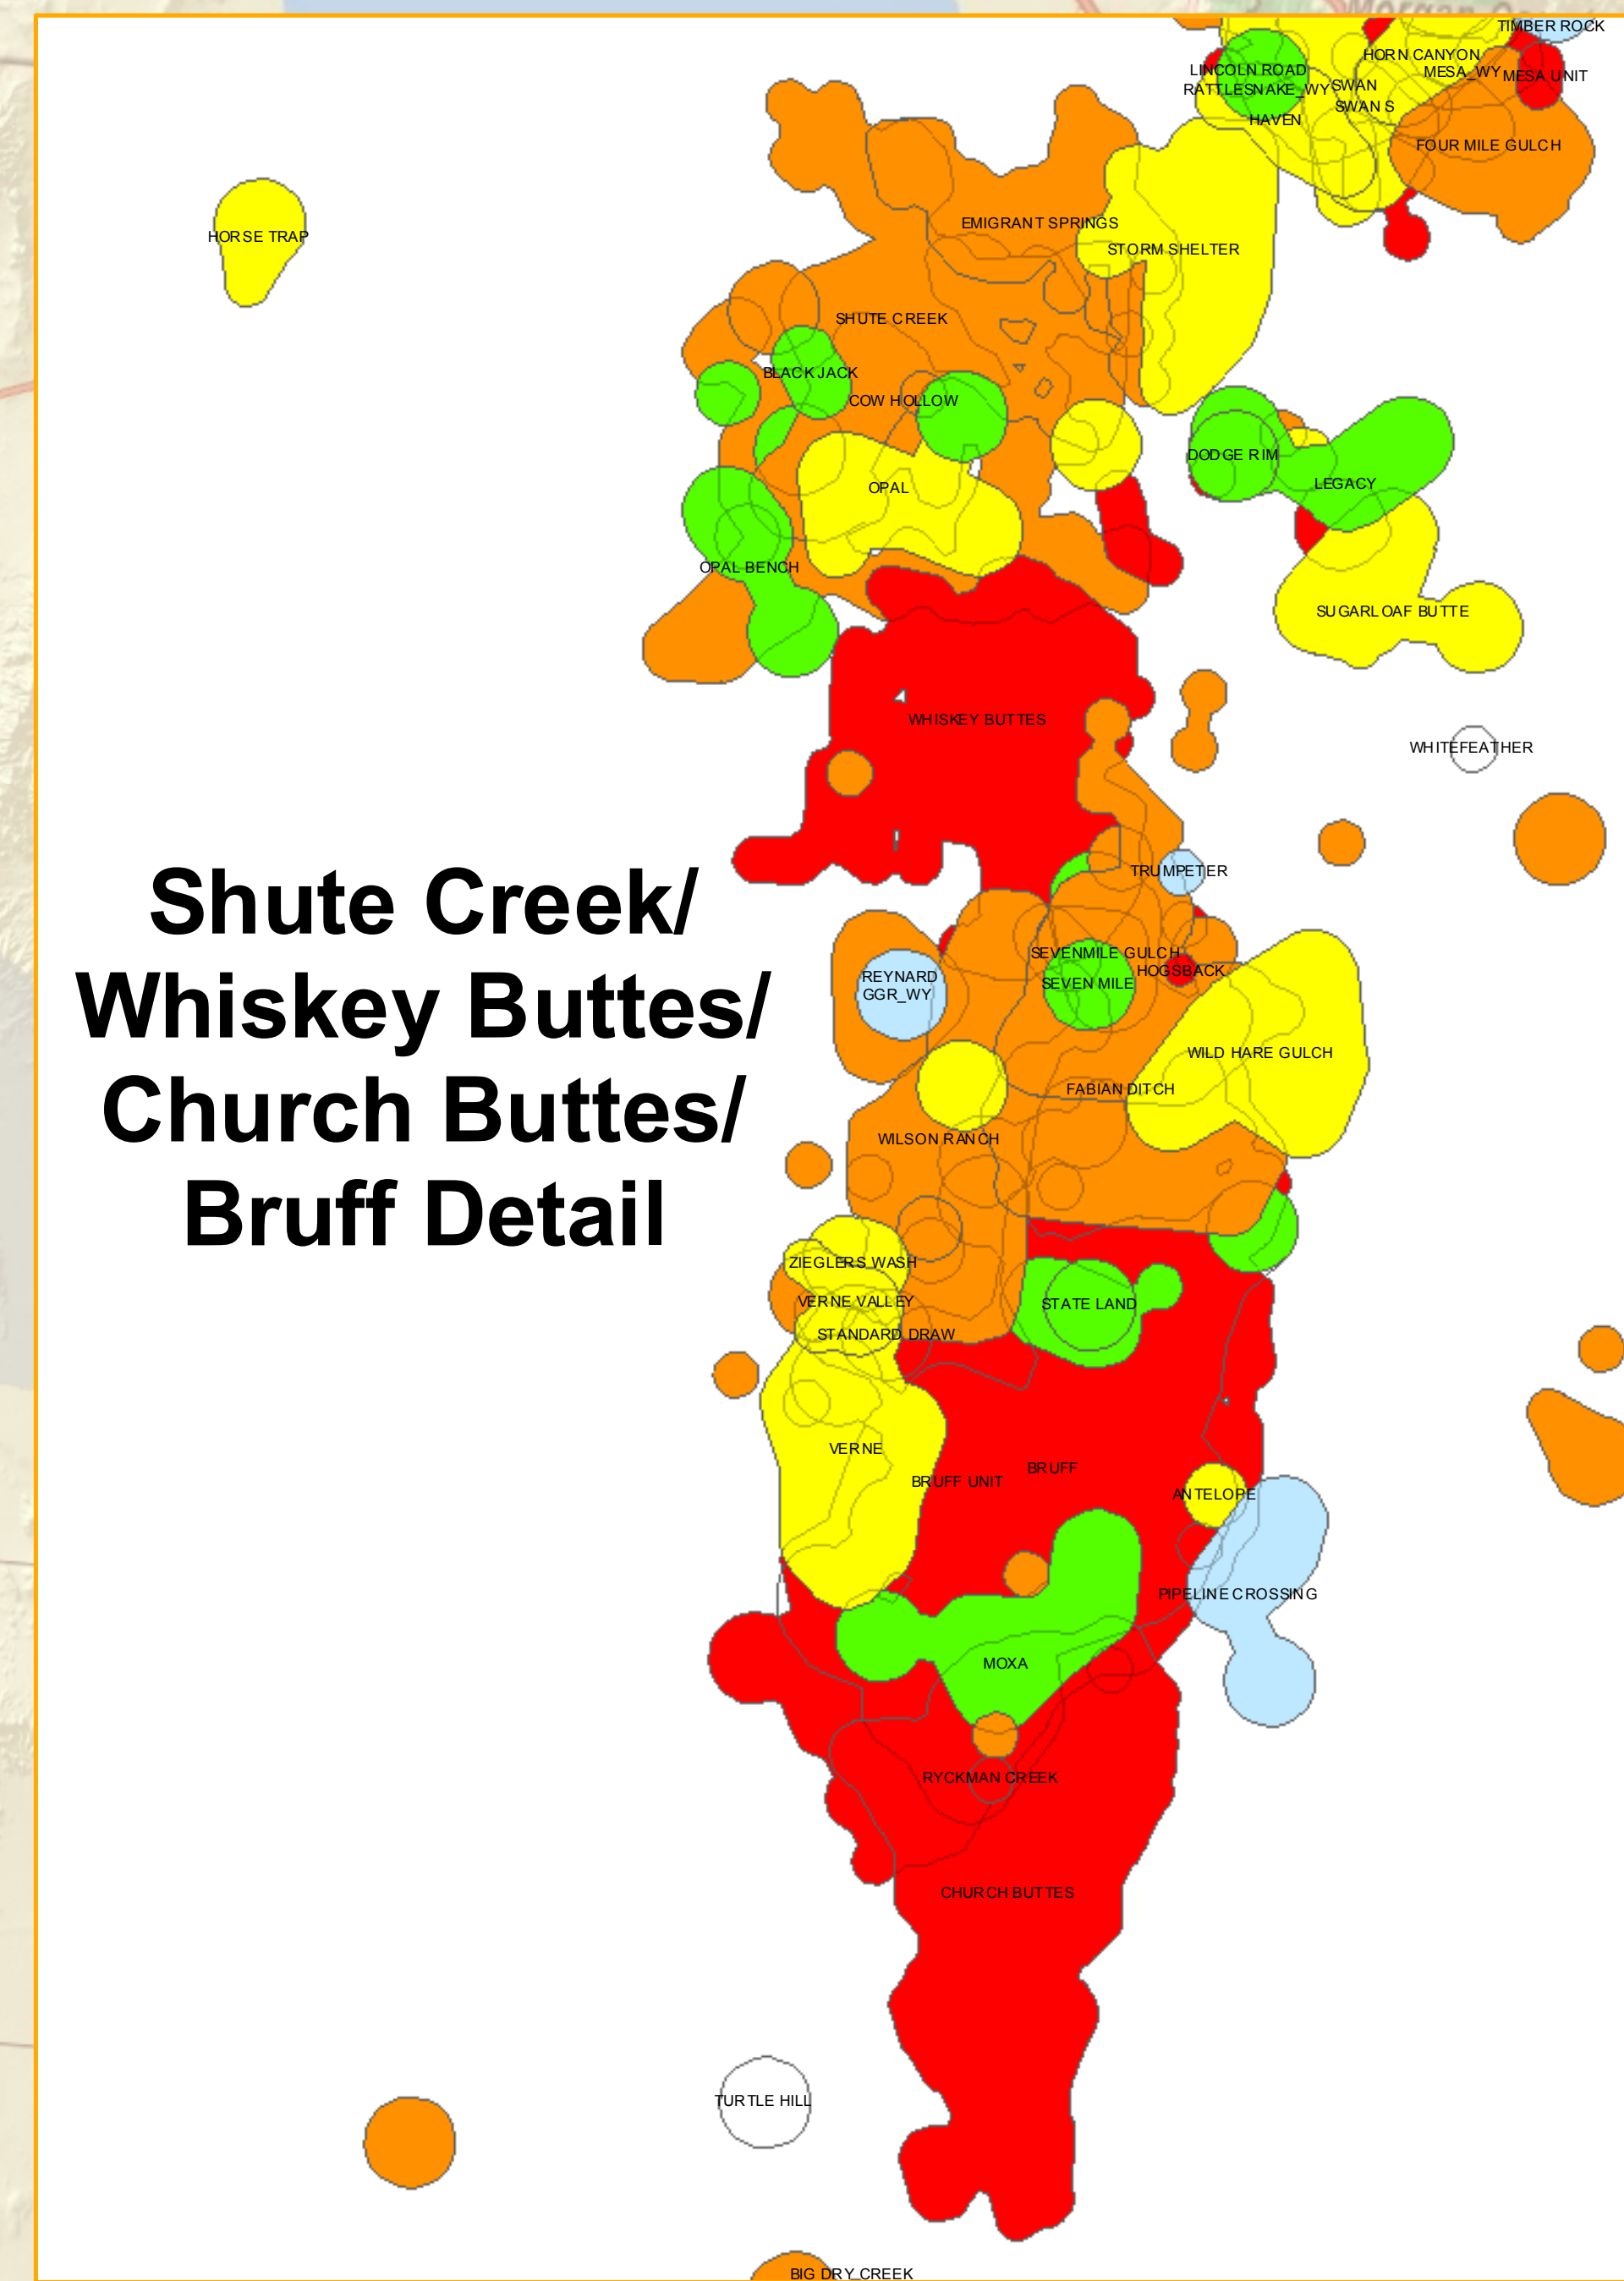 Morgan
TIMBER ROCK
HORN CANYON
LINCOLN ROAD
MESA_WY
MESA UNIT
RATTLESNAKE_WY
SWAN
SWAN S
HAVEN
FOUR MILE GULCH
HORSE TRAP
EMIGRANT SPRINGS
STORM SHELTER
SHUTE CREEK
BLACK JACK
COW HOLLOW
DODGE RIM
LEGACY
OPAL
OPAL BENCH
SUGARLOAF BUTTE
WHISKEY BUTTES
WHITEFEATHER
TRUMPETER
Shute Creek/
Whiskey Buttes/
Church Buttes/
Bruff Detail
SEVENMILE GULCH
HOGSBACK
REYNARD
GGR_WY
SEVEN MILE
WILD HARE GULCH
FABIAN DITCH
WILSON RANCH
ZIEGLERS WASH
VERNE VALLEY
STATE LAND
STANDARD DRAW
VERNE
BRUFF
BRUFF UNIT
ANTELOPE
PIPELINE CROSSING
MOXA
RYCKMAN CREEK
CHURCH BUTTES
TURTLE HILL
BIG DRY_CREEK